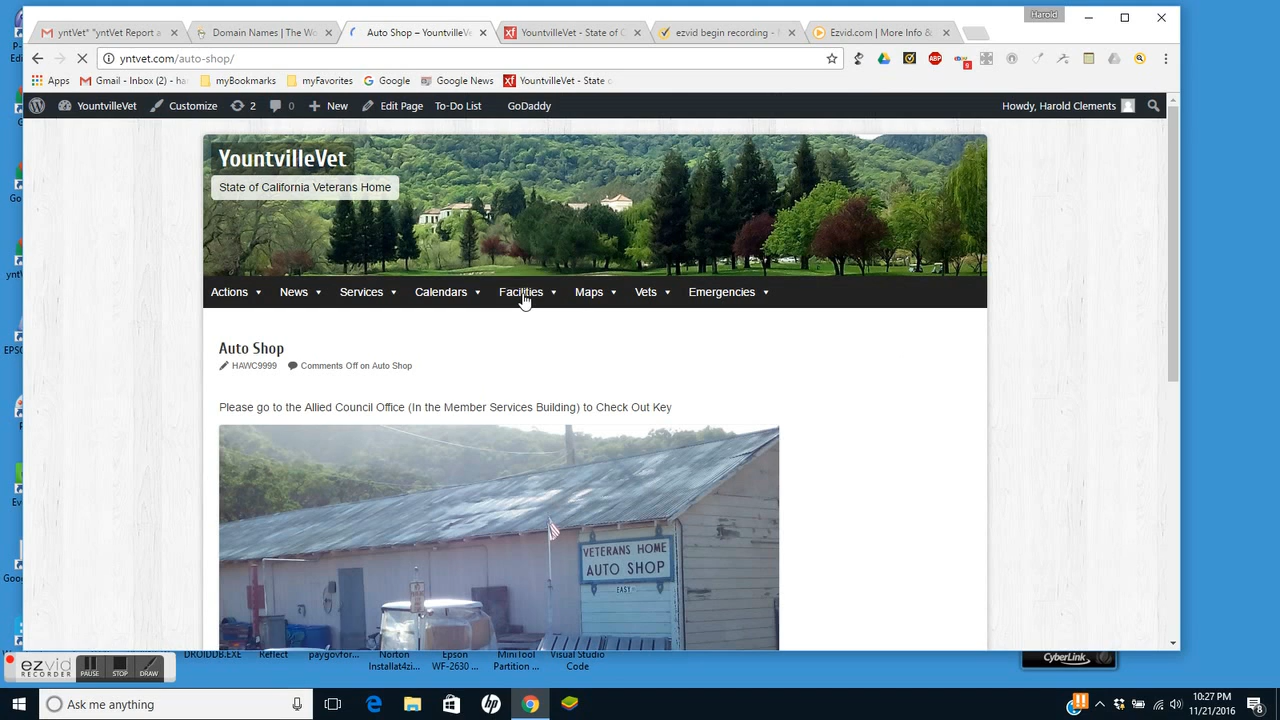 Harold
yntVet* "yntVet Report a
Domain Names | The Wo
Auto Shop – YountvilleVe
YountvilleVet - State of
ezvid begin recording -
Ezvid.com | More Info &
yntvet.com/auto-shop/
ABP
9
Apps
Gmail - Inbox (2) - ha
myBookmarks
myFavorites
Google
Google News
YountvilleVet - State o
YountvilleVet
Customize
2
0
New
Edit Page
To-Do List
GoDaddy
Howdy, Harold Clements
YountvilleVet
State of California Veterans Home
Actions
News
Services
Calendars
Facilities
Maps
Vets
Emergencies
Auto Shop
HAWC9999
Comments Off on Auto Shop
Please go to the Allied Council Office (In the Member Services Building) to Check Out Key
VETERANS HOME
AUTO SHOP
EAST
DROIDDB.EXE
Reflect
paygovfor...
Norton
Installat4zi...
Epson
WF-2630 ...
MiniTool
Partition ...
Visual Studio
Code
ezvid
RECORDER
PAUSE
STOP
DRAW
CyberLink
Ask me anything
hp
10:27 PM
11/21/2016
8